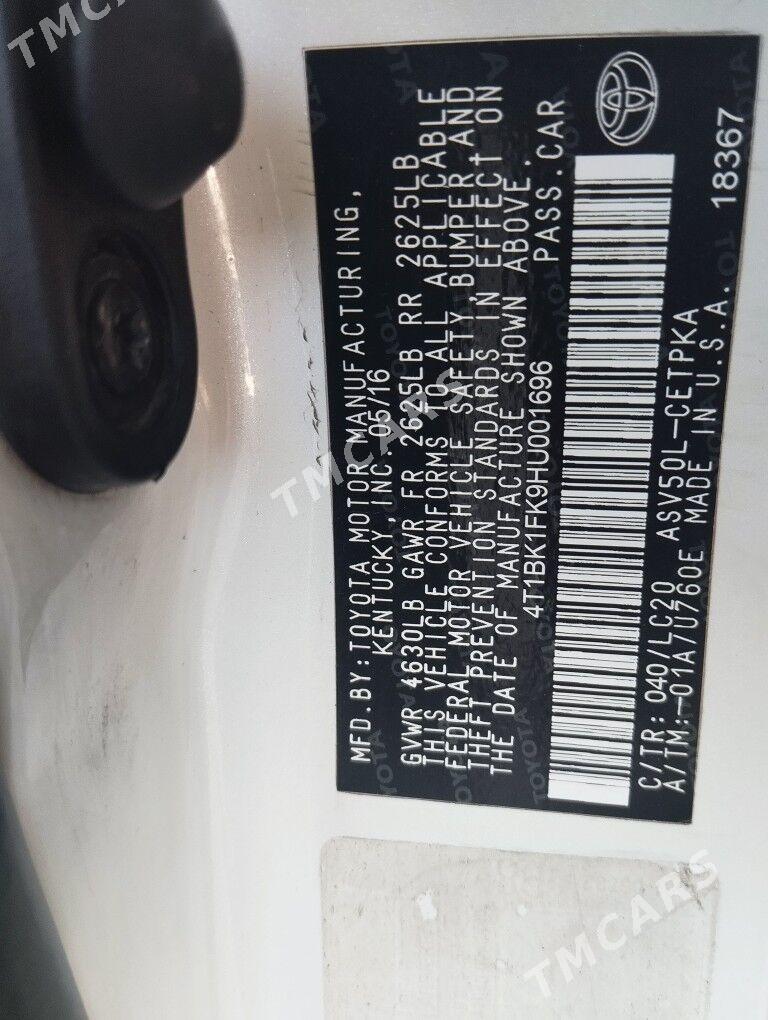 MFD.BY:TOYOTA MOTOR MANUFACTURING,
KENTUCKY,INC 05/16
GVWR 4630LB GAWR FR 2625LB RR 2625LB
THIS VEHICLE CONFORMS TO ALL APPLICABLE
FEDERAL MOTOR VEHICLE SAFETY, BUMPER AND
THEFT PREVENTION STANDARDS IN EFFECT ON
THE DATE OF MANUFACTURE SHOWN ABOVE.
4T1BK1FK9HU001696 PASS.CAR
C/TR: 040/LC20 ASV50L-CETPKA
A/TM:-01A/U760E MADE IN U.S.A. 18367
TMCARS
TMCARS
TMCARS